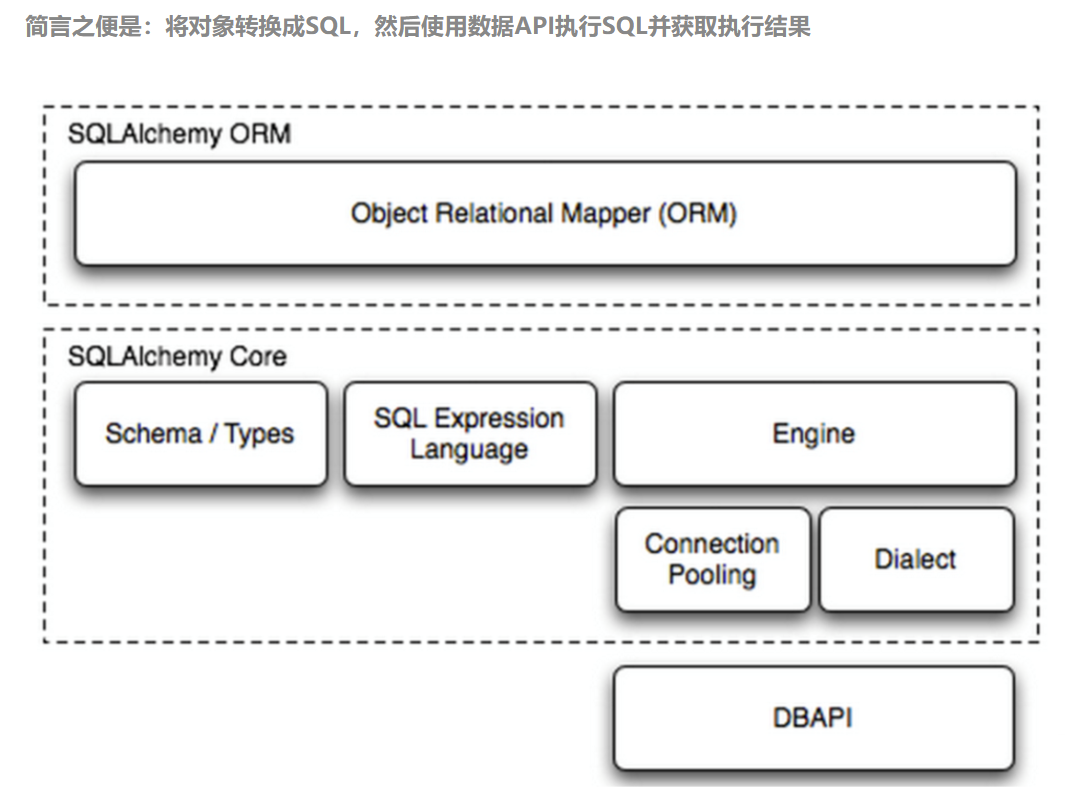 简言之便是：将对象转换成SQL，然后使用数据API执行SQL并获取执行结果
SQLAlchemy ORM
Object Relational Mapper (ORM)
SQLAlchemy Core
Schema / Types
SQL Expression
Language
Engine
Connection
Pooling
Dialect
DBAPI